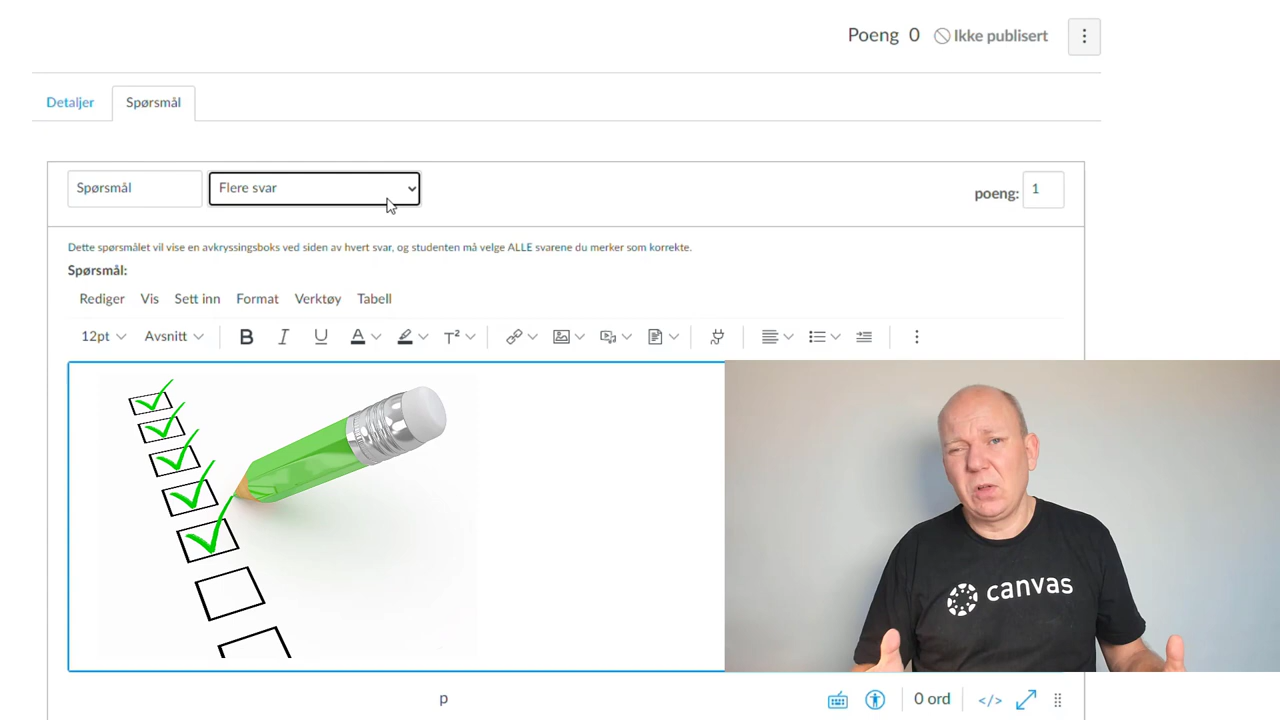 Poeng 0 Ikke publisert
Detaljer Spørsmål
Spørsmål Flere svar poeng: 1
Dette spørsmålet vil vise en avkryssingsboks ved siden av hvert svar, og studenten må velge ALLE svarene du merker som korrekte.
Spørsmål:
Rediger Vis Sett inn Format Verktøy Tabell
12pt Avsnitt B I U A T²
canvas
p 0 ord </>